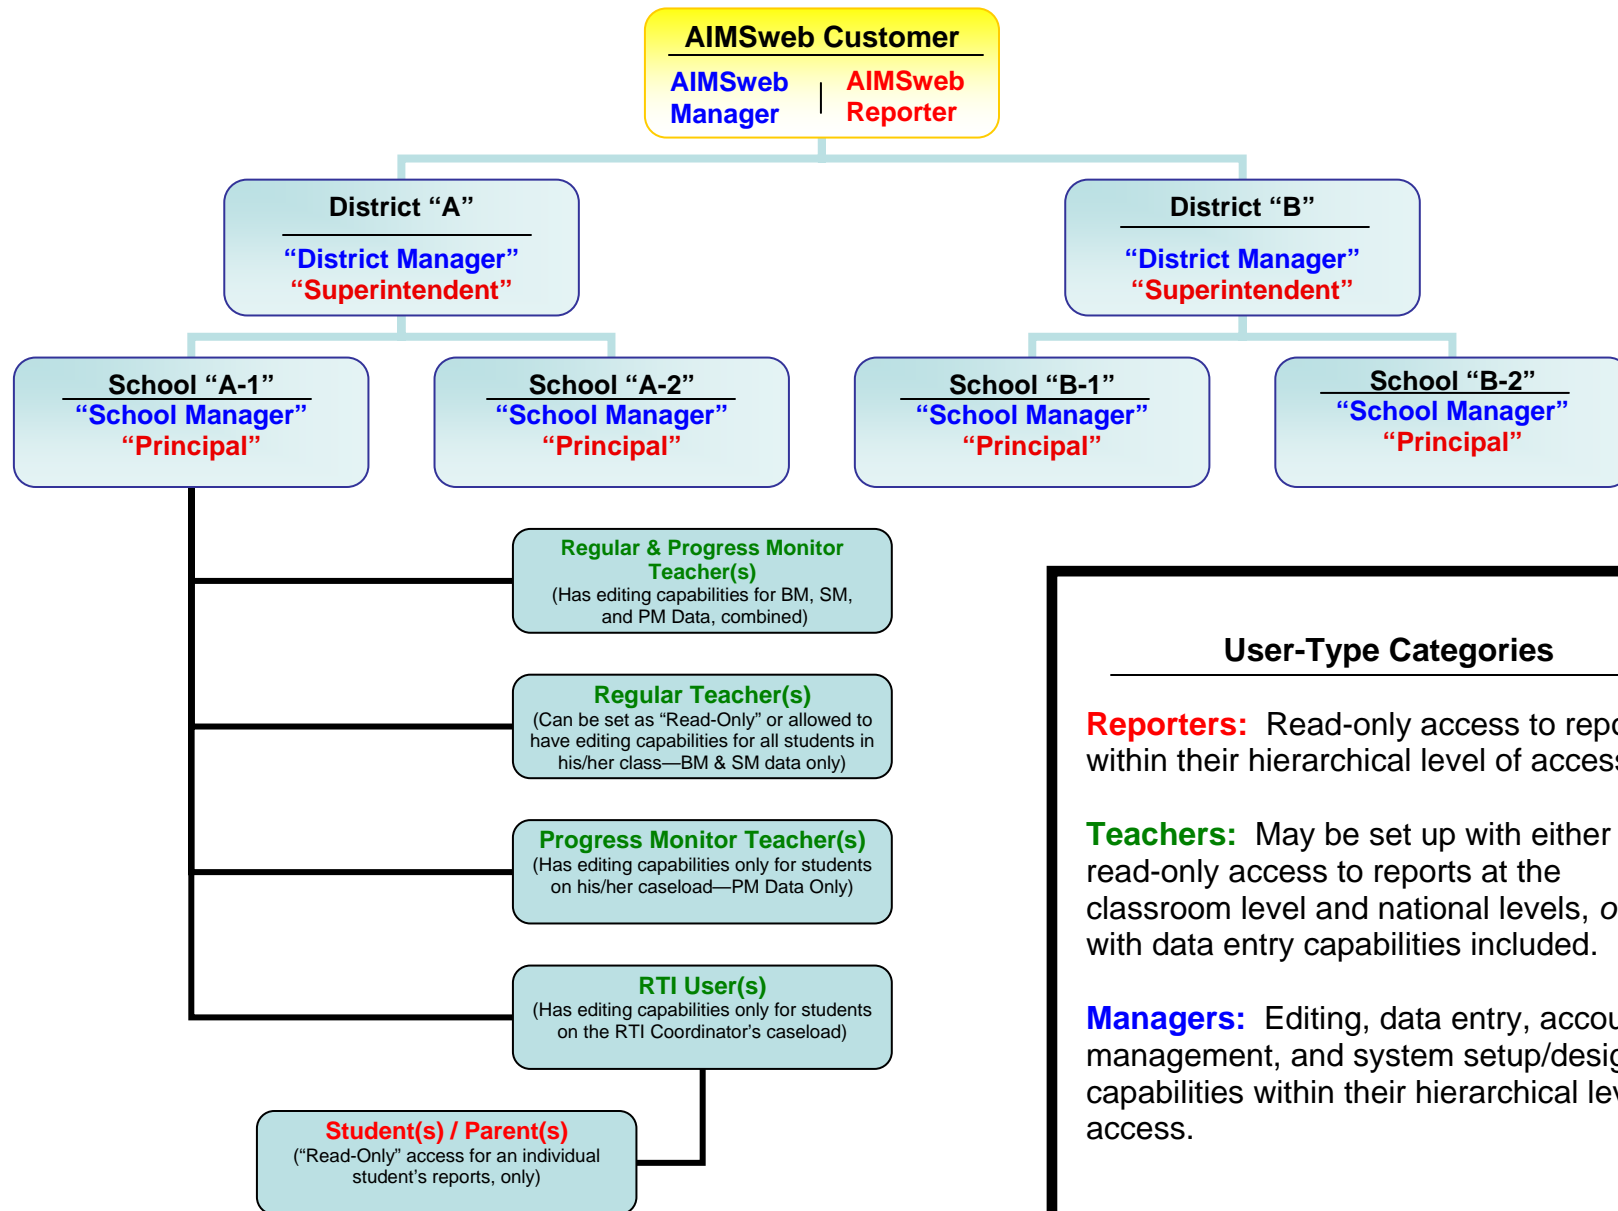 AIMSweb Customer
AIMSweb
Manager
AIMSweb
Reporter
District “A”
“District Manager”
“Superintendent”
District “B”
“District Manager”
“Superintendent”
School “A-1”
“School Manager”
“Principal”
School “A-2”
“School Manager”
“Principal”
School “B-1”
“School Manager”
“Principal”
School “B-2”
“School Manager”
“Principal”
Regular & Progress Monitor
Teacher(s)
(Has editing capabilities for BM, SM,
and PM Data, combined)
Regular Teacher(s)
(Can be set as “Read-Only” or allowed to
have editing capabilities for all students in
his/her class—BM & SM data only)
Progress Monitor Teacher(s)
(Has editing capabilities only for students
on his/her caseload—PM Data Only)
RTI User(s)
(Has editing capabilities only for students
on the RTI Coordinator’s caseload)
Student(s) / Parent(s)
(“Read-Only” access for an individual
student’s reports, only)
User-Type Categories
Reporters: Read-only access to
within their hierarchical level of access
Teachers: May be set up with either
read-only access to reports at the
classroom level and national levels,
with data entry capabilities included.
Managers: Editing, data entry,
management, and system
capabilities within their hierarchical
access.